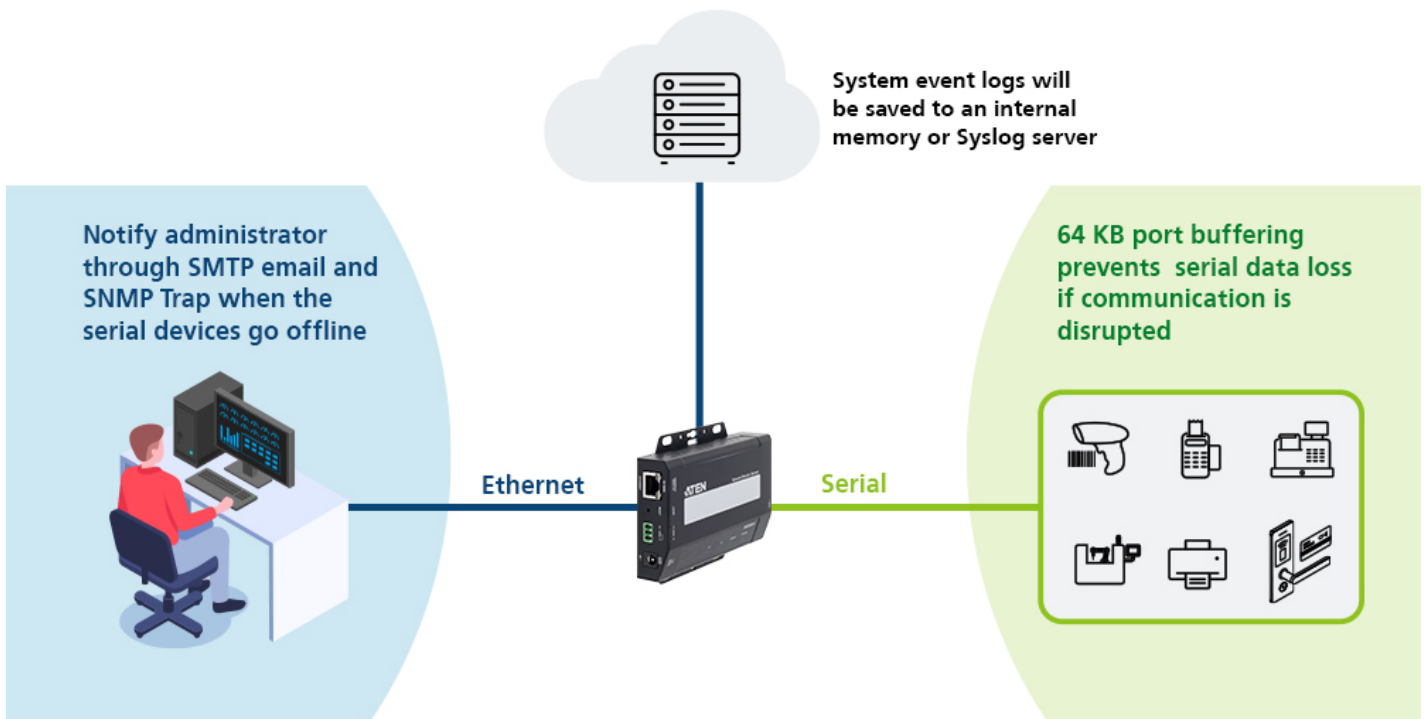 System event logs will
be saved to an internal
memory or Syslog server
Notify administrator
through SMTP email and
SNMP Trap when the
serial devices go offline
64 KB port buffering
prevents serial data loss
if communication is
disrupted
Ethernet
Serial
ATEN